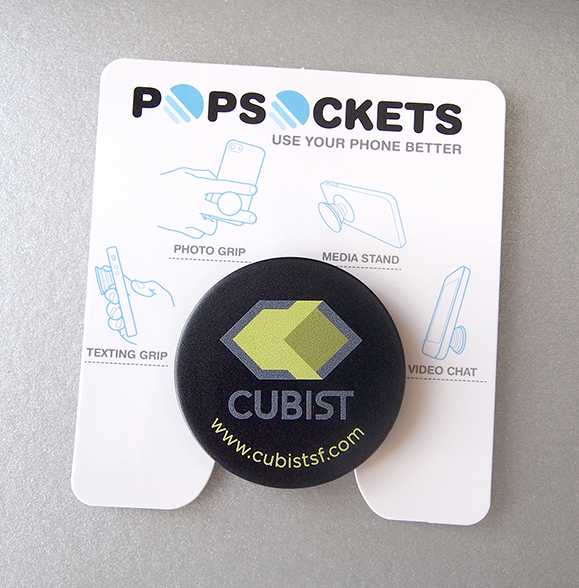 POPSOCKETS
USE YOUR PHONE BETTER
PHOTO GRIP
MEDIA STAND
TEXTING GRIP
VIDEO CHAT
CUBIST
www.cubistsf.com